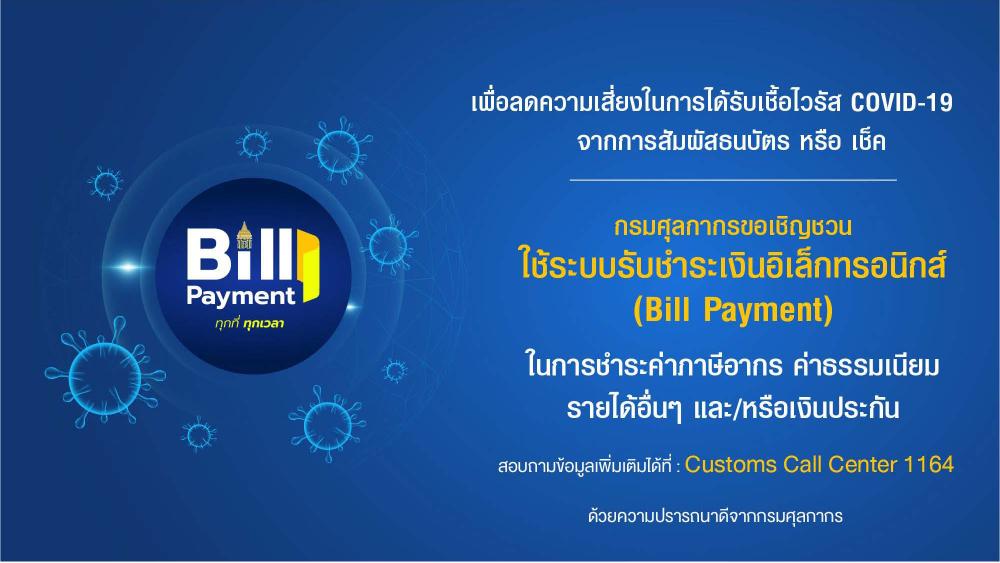 Bill
Payment
ทุกที่ ทุกเวลา
เพื่อลดความเสี่ยงในการได้รับเชื้อไวรัส COVID-19
จากการสัมผัสธนบัตร หรือ เช็ค
กรมศุลกากรขอเชิญชวน
ใช้ระบบรับชำระเงินอิเล็กทรอนิกส์
(Bill Payment)
ในการชำระค่าภาษีอากร ค่าธรรมเนียม
รายได้อื่นๆ และ/หรือเงินประกัน
สอบถามข้อมูลเพิ่มเติมได้ที่ : Customs Call Center 1164
ด้วยความปรารถนาดีจากกรมศุลกากร